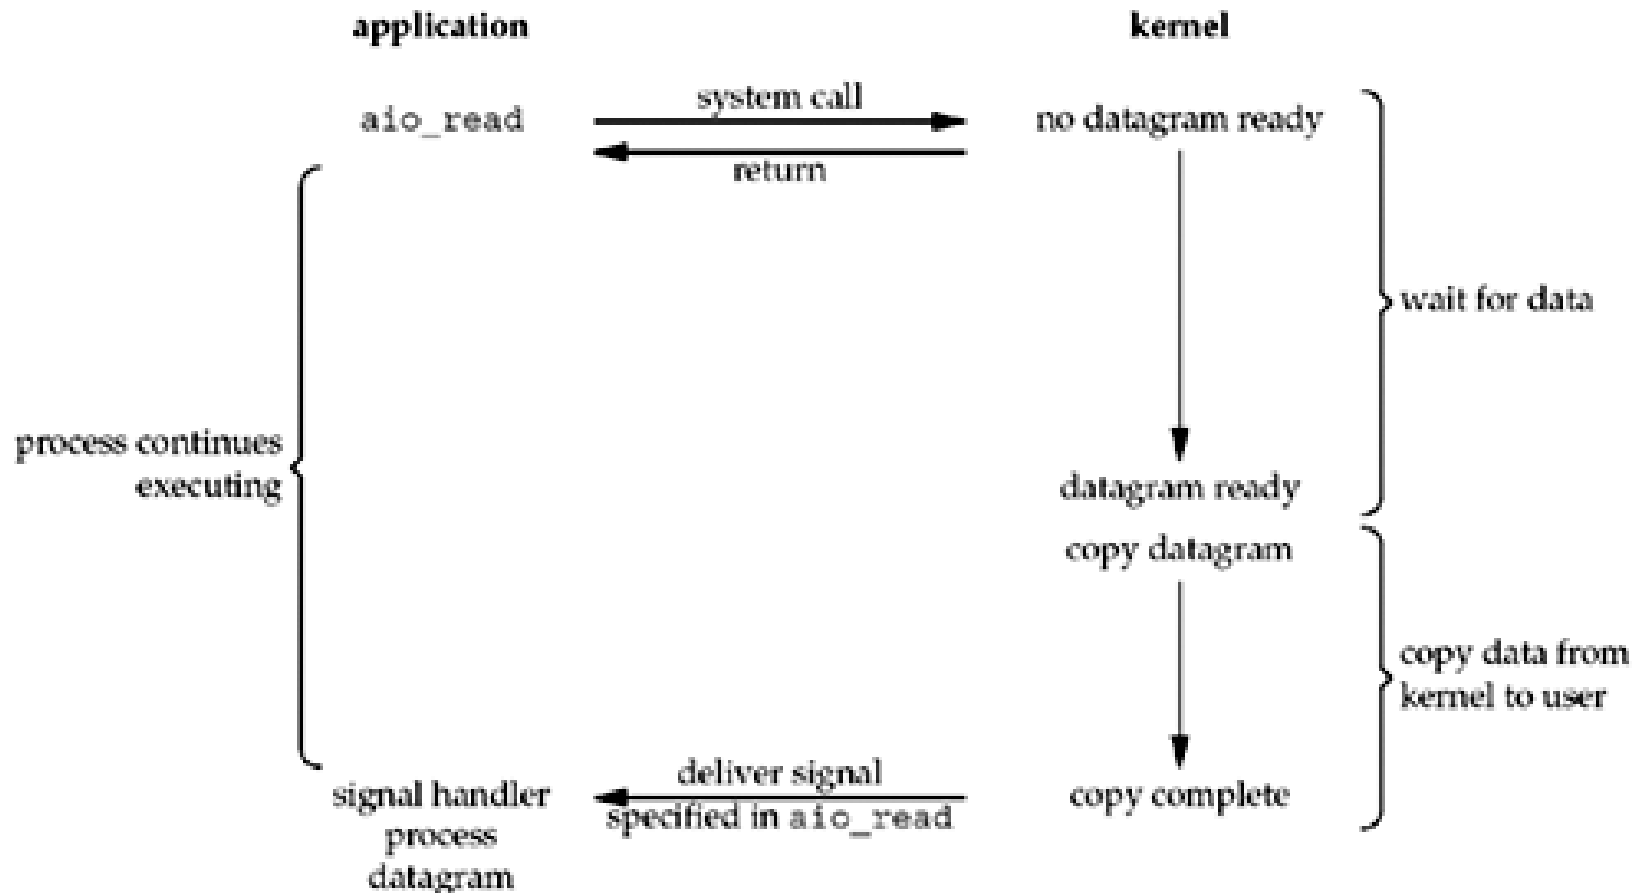 application
kernel
aio_read
system call
no datagram ready
return
wait for data
process continues
executing
datagram ready
copy datagram
copy data from
kernel to user
deliver signal
signal handler
specified in aio_read
copy complete
process
datagram